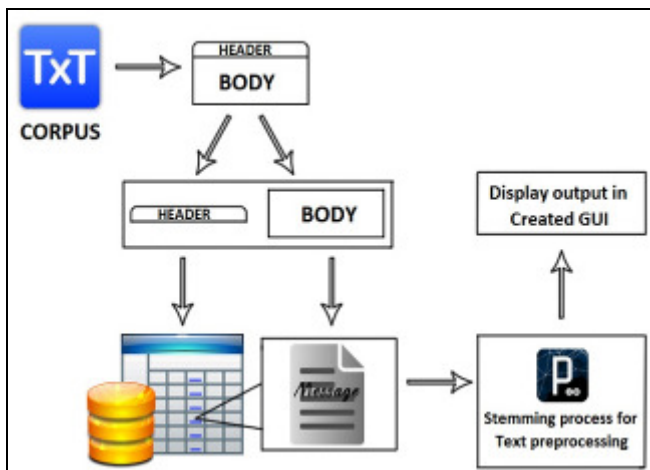 TxT
CORPUS
HEADER
BODY
HEADER
BODY
Message
P
Stemming process for
Text preprocessing
Display output in
Created GUI